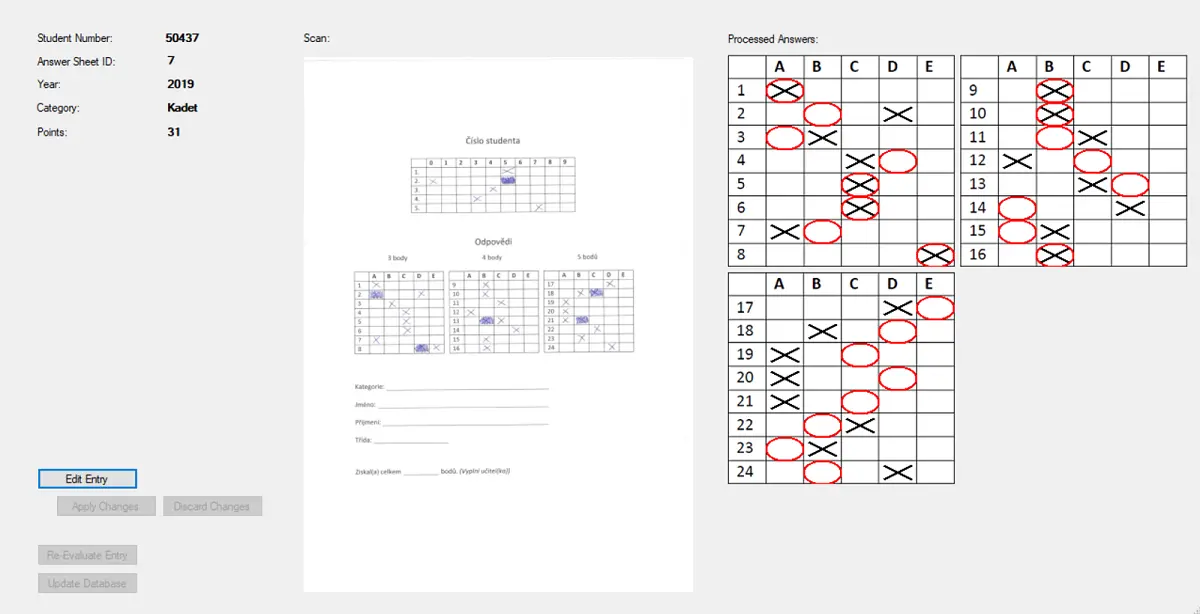 Student Number: 50437
Answer Sheet ID: 7
Year: 2019
Category: Kadet
Points: 31
Edit Entry
Apply Changes Discard Changes
Re-Evaluate Entry
Update Database
Scan:
Číslo studenta
0 1 2 3 4 5 6 7 8 9
1.
2.
3.
4.
5.
Odpovědi
3 body 4 body 5 bodů
A B C D E A B C D E A B C D E
1 9 17
2 10 18
3 11 19
4 12 20
5 13 21
6 14 22
7 15 23
8 16 24
Kategorie:
Jméno:
Příjmení:
Třída:
Získal(a) celkem ________ bodů. (Vyplní učitel(ka))
Processed Answers:
A B C D E
1
2
3
4
5
6
7
8
A B C D E
9
10
11
12
13
14
15
16
A B C D E
17
18
19
20
21
22
23
24